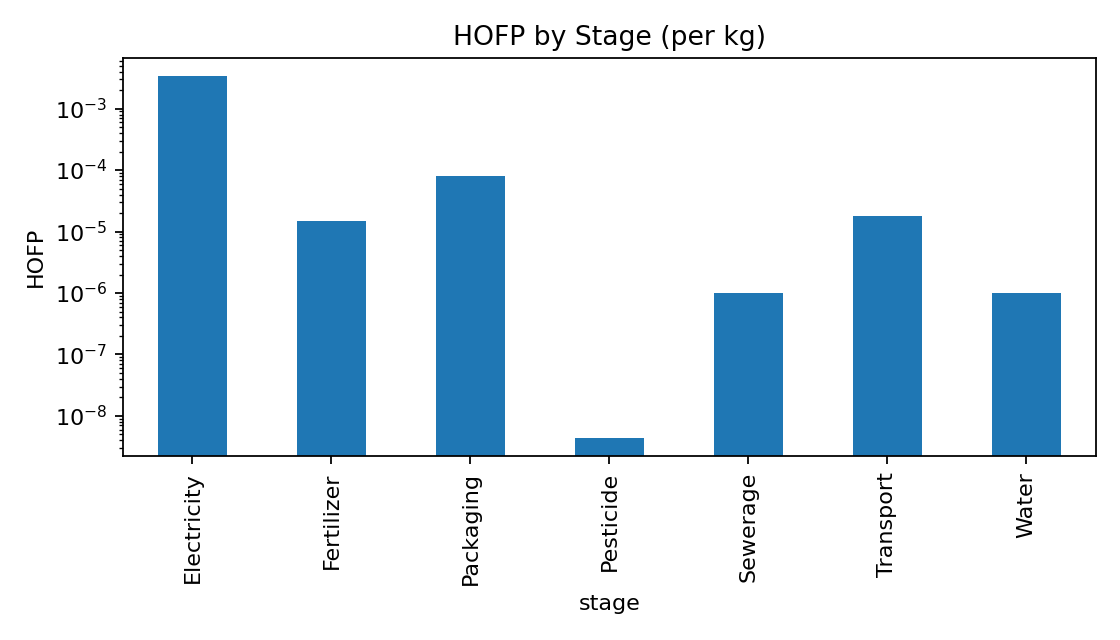 HOFP by Stage (per kg)
HOFP
10⁻³
10⁻⁴
10⁻⁵
10⁻⁶
10⁻⁷
10⁻⁸
Electricity
Fertilizer
Packaging
Pesticide
Sewerage
Transport
Water
stage